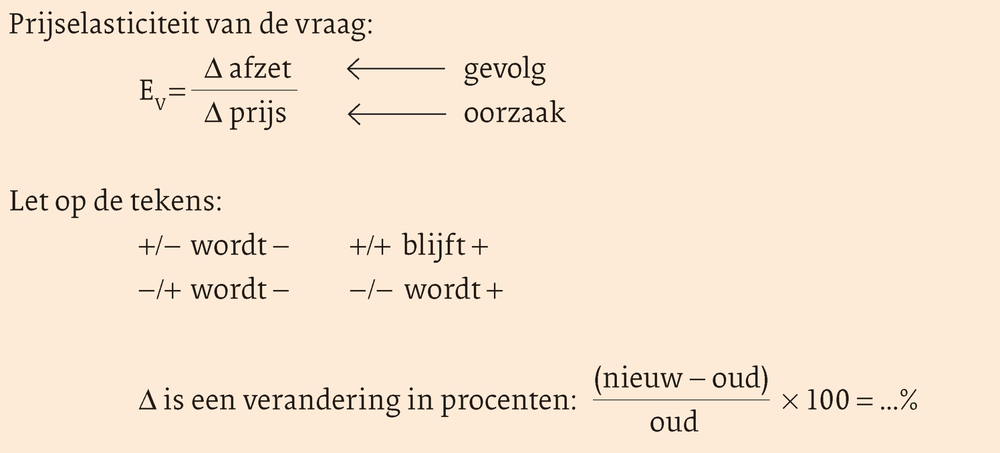 Prijselasticiteit van de vraag:
E_v = Δ afzet / Δ prijs
← gevolg
← oorzaak
Let op de tekens:
+/– wordt – +/+ blijft +
–/+ wordt – –/– wordt +
Δ is een verandering in procenten: (nieuw – oud) / oud × 100 = ...%